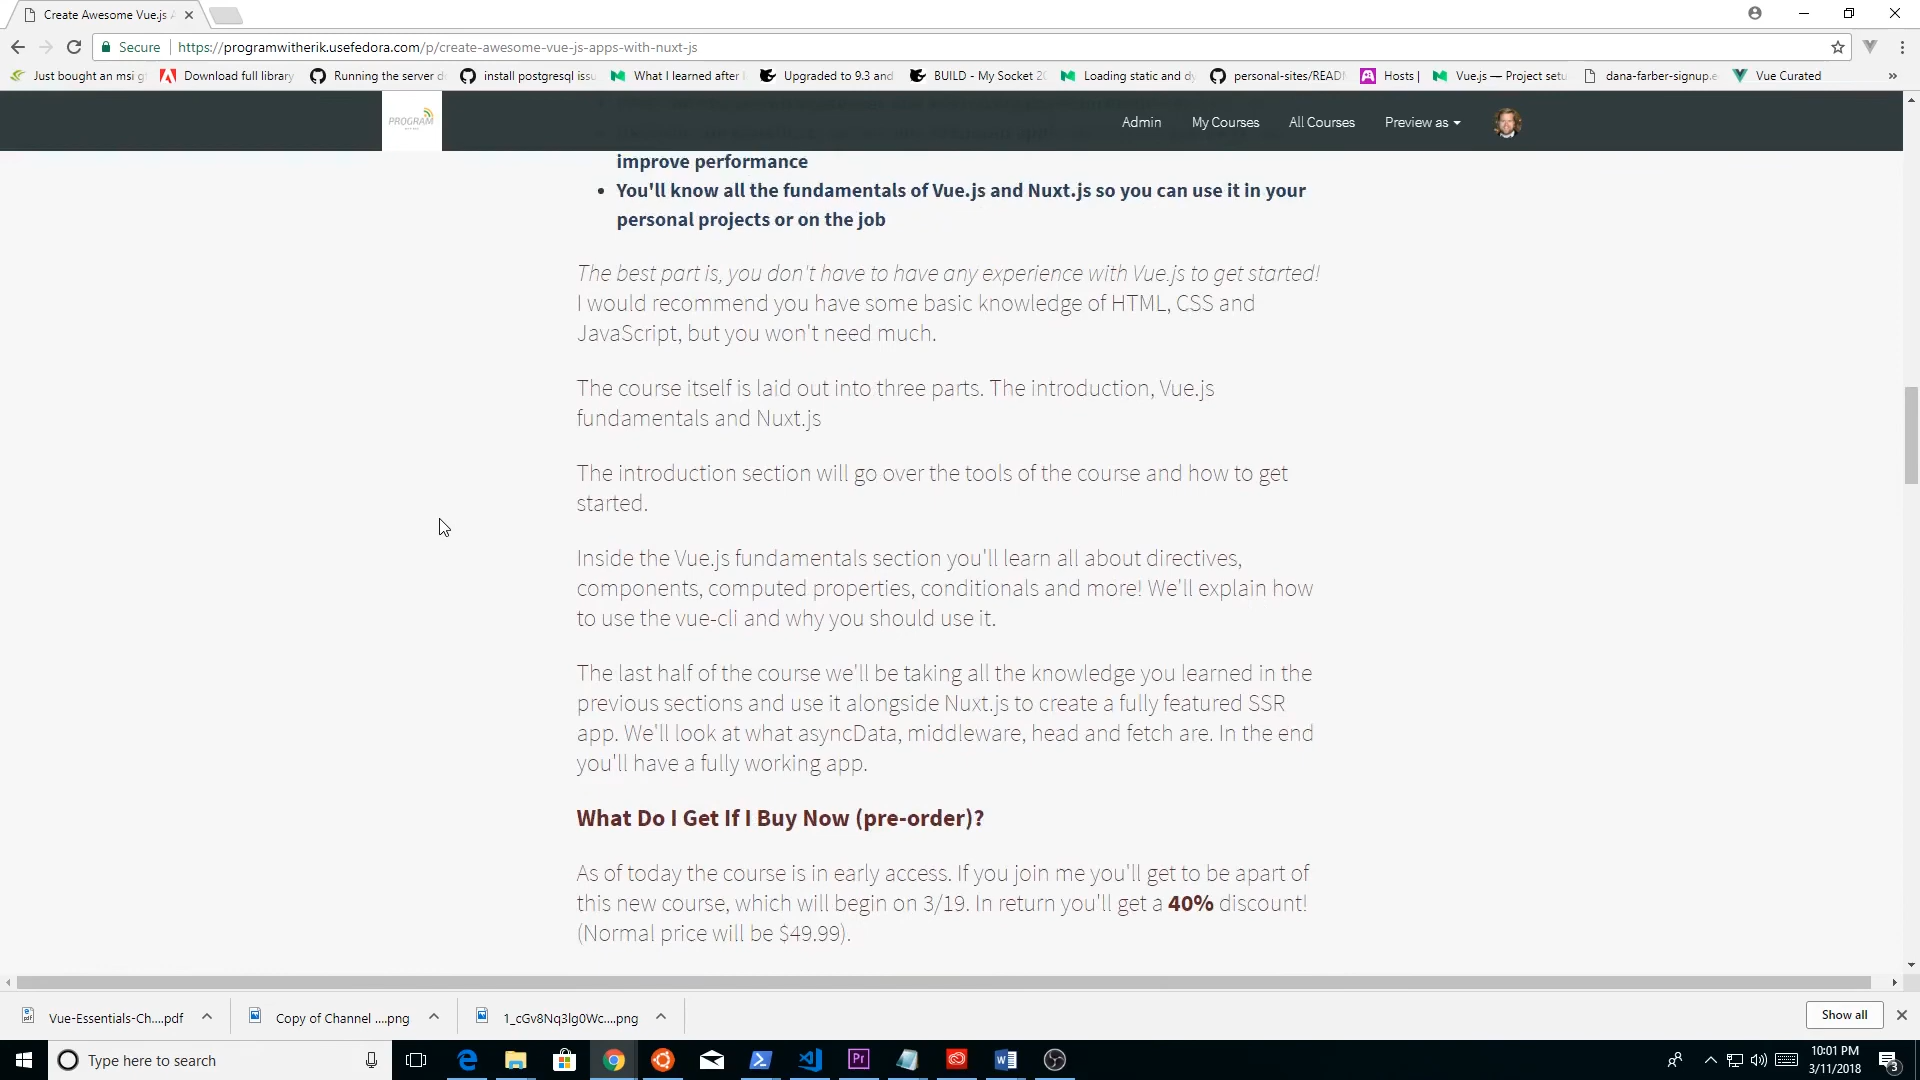 Create Awesome Vue.js
Secure
https://programwitherik.usefedora.com/p/create-awesome-vue-js-apps-with-nuxt-js
Just bought an msi g
Download full library
Running the server d
install postgresql issu
What I learned after
Upgraded to 9.3 and
BUILD - My Socket 20
Loading static and dy
personal-sites/READ
Hosts |
Vue.js — Project setu
dana-farber-signup.e
Vue Curated
»
PROGRAM
Admin
My Courses
All Courses
Preview as
improve performance
• You'll know all the fundamentals of Vue.js and Nuxt.js so you can use it in your
personal projects or on the job
The best part is, you don't have to have any experience with Vue.js to get started!
I would recommend you have some basic knowledge of HTML, CSS and
JavaScript, but you won't need much.
The course itself is laid out into three parts. The introduction, Vue.js
fundamentals and Nuxt.js
The introduction section will go over the tools of the course and how to get
started.
Inside the Vue.js fundamentals section you'll learn all about directives,
components, computed properties, conditionals and more! We'll explain how
to use the vue-cli and why you should use it.
The last half of the course we'll be taking all the knowledge you learned in the
previous sections and use it alongside Nuxt.js to create a fully featured SSR
app. We'll look at what asyncData, middleware, head and fetch are. In the end
you'll have a fully working app.
What Do I Get If I Buy Now (pre-order)?
As of today the course is in early access. If you join me you'll get to be apart of
this new course, which will begin on 3/19. In return you'll get a 40% discount!
(Normal price will be $49.99).
Vue-Essentials-Ch....pdf
Copy of Channel ....png
1_cGv8Nq3lg0Wc....png
Show all
Type here to search
Pr
10:01 PM
3/11/2018
3